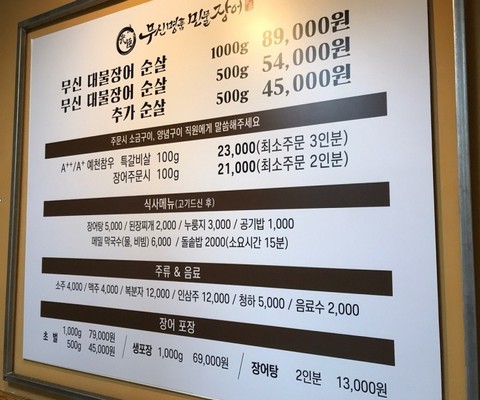 무신명품 민물장어
무신 대물장어 순살 1000g 89,000원
무신 대물장어 순살 500g 54,000원
추가 순살 500g 45,000원
주문시 소금구이, 양념구이 직원에게 말씀해주세요
A++/A+ 예천참우 특갈비살 100g 23,000(최소주문 3인분)
장어주문시 100g 21,000(최소주문 2인분)
식사메뉴(고기드신 후)
장어탕 5,000 / 된장찌개 2,000 / 누룽지 3,000 / 공기밥 1,000
메밀 막국수(물, 비빔) 6,000 / 돌솥밥 2000(소요시간 15분)
주류 & 음료
소주 4,000 / 맥주 4,000 / 복분자 12,000 / 인삼주 12,000 / 청하 5,000 / 음료수 2,000
장어 포장
초벌 1,000g 79,000원
500g 45,000원
생포장 1,000g 69,000원
장어탕 2인분 13,000원